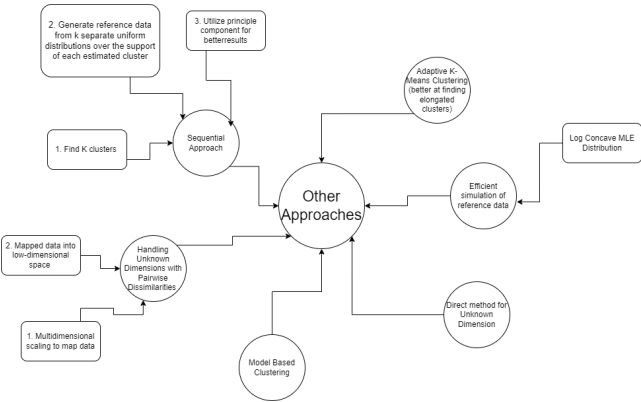 2. Generate reference data
from k separate uniform
distributions over the support
of each estimated cluster
3. Utilize principle
component for
betterresults
Adaptive K-
Means Clustering
(better at finding
elongated
clusters)
1. Find K clusters
Sequential
Approach
Log Concave MLE
Distribution
Other
Approaches
Efficient
simulation of
reference data
2. Mapped data into
low-dimensional
space
Handling
Unknown
Dimensions with
Pairwise
Dissimilarities
1. Multidimensional
scaling to map data
Direct method for
Unknown
Dimension
Model Based
Clustering